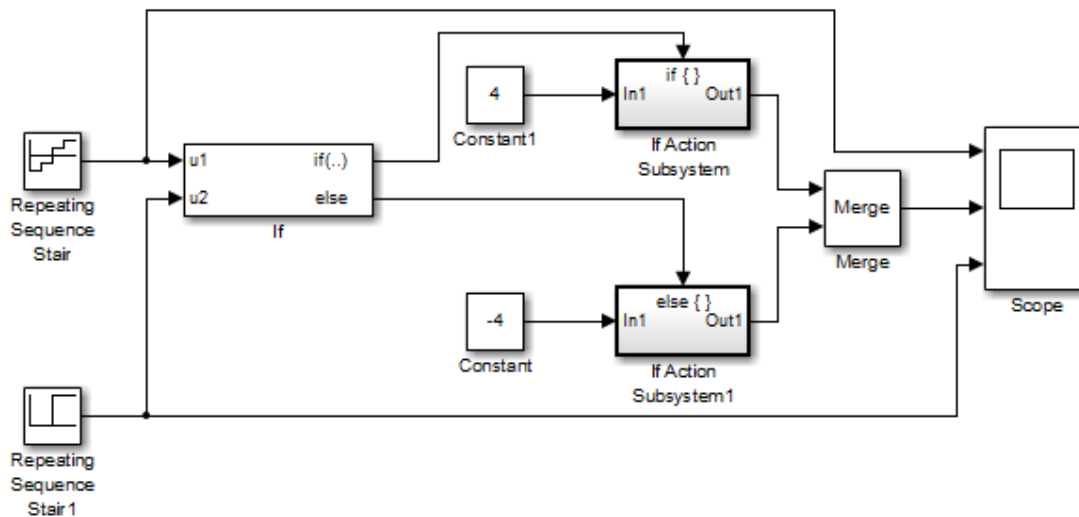 if { }
In1
Out1
4
Constant1
If Action
Subsystem
u1
if(..)
u2
else
If
Repeating
Sequence
Stair
Merge
Merge
Scope
else { }
In1
Out1
-4
Constant
If Action
Subsystem1
Repeating
Sequence
Stair1